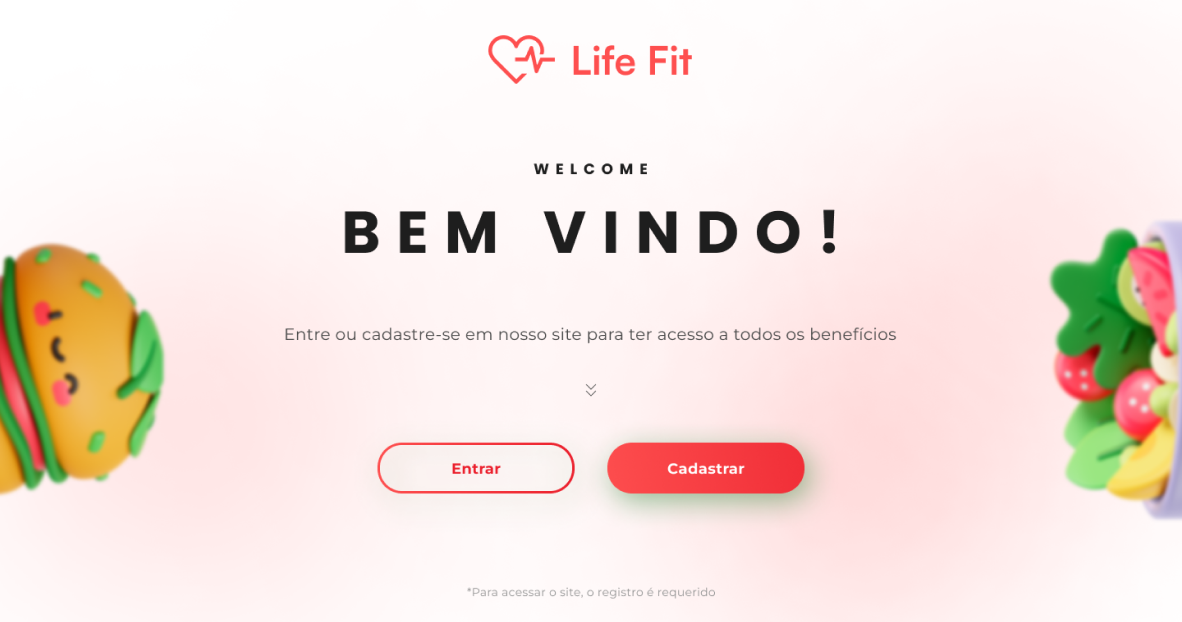 Life Fit
WELCOME
BEM VINDO!
Entre ou cadastre-se em nosso site para ter acesso a todos os benefícios
Entrar
Cadastrar
*Para acessar o site, o registro é requerido